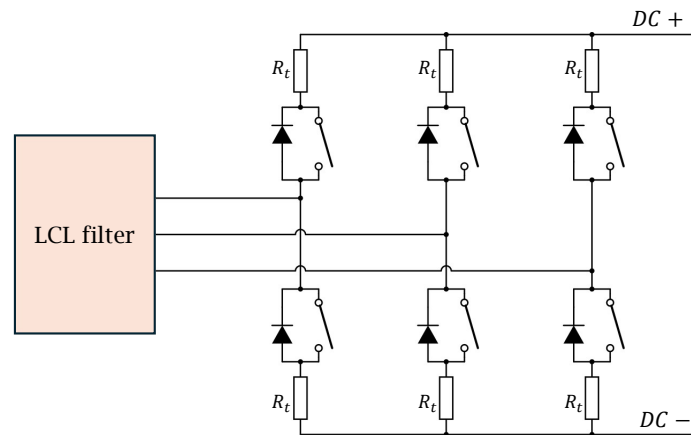 DC +
R_t R_t R_t
LCL filter
R_t R_t R_t
DC −